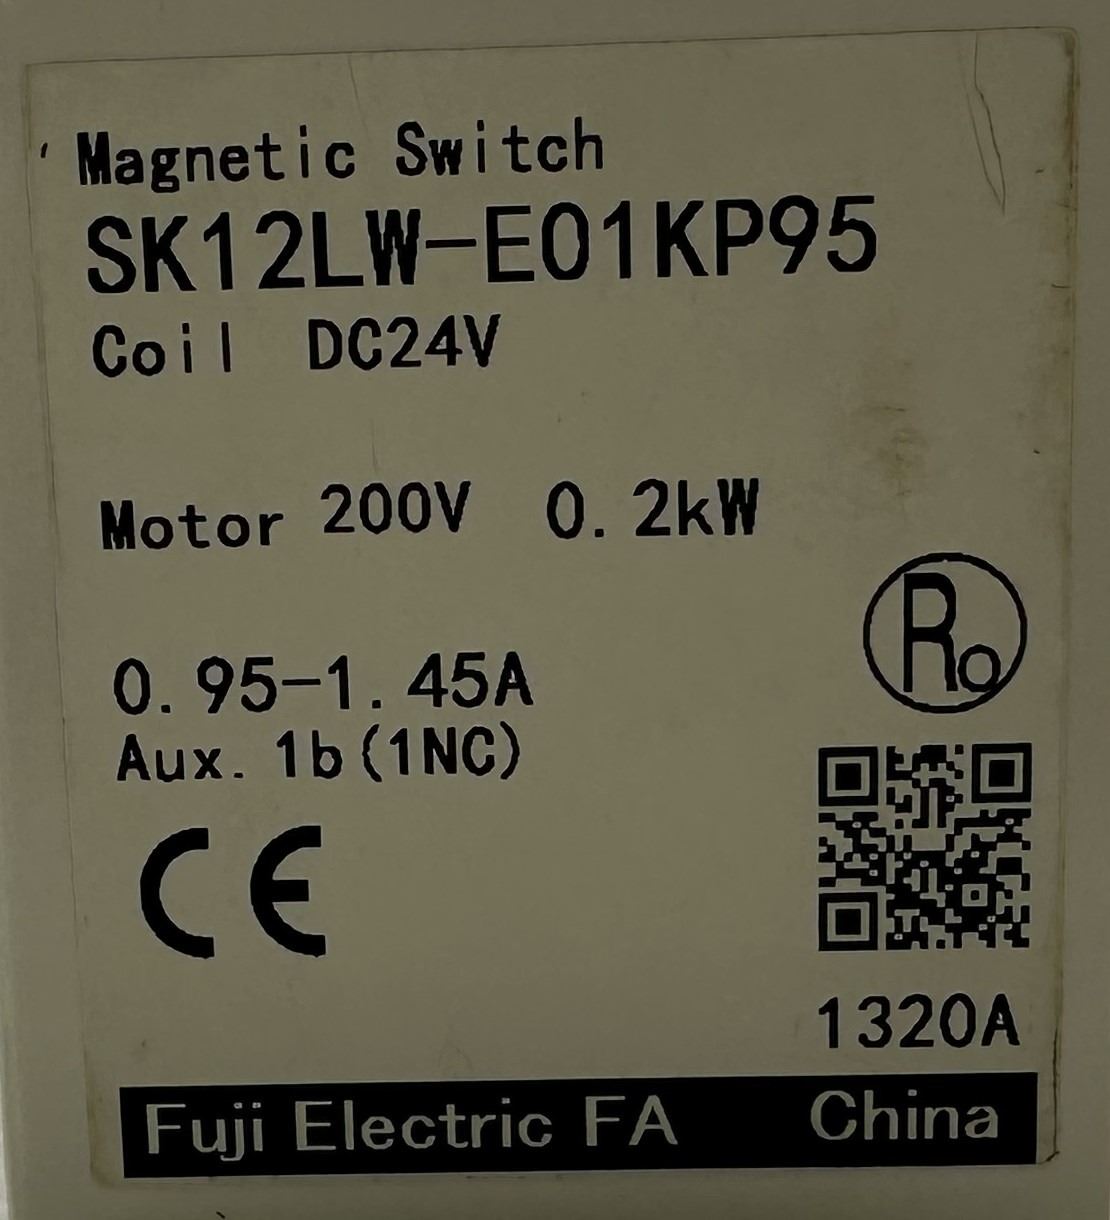 Magnetic Switch
SK12LW-E01KP95
Coil DC24V
Motor 200V 0.2kW
0.95-1.45A
Aux. 1b(1NC)
Ro
CE
1320A
Fuji Electric FA China